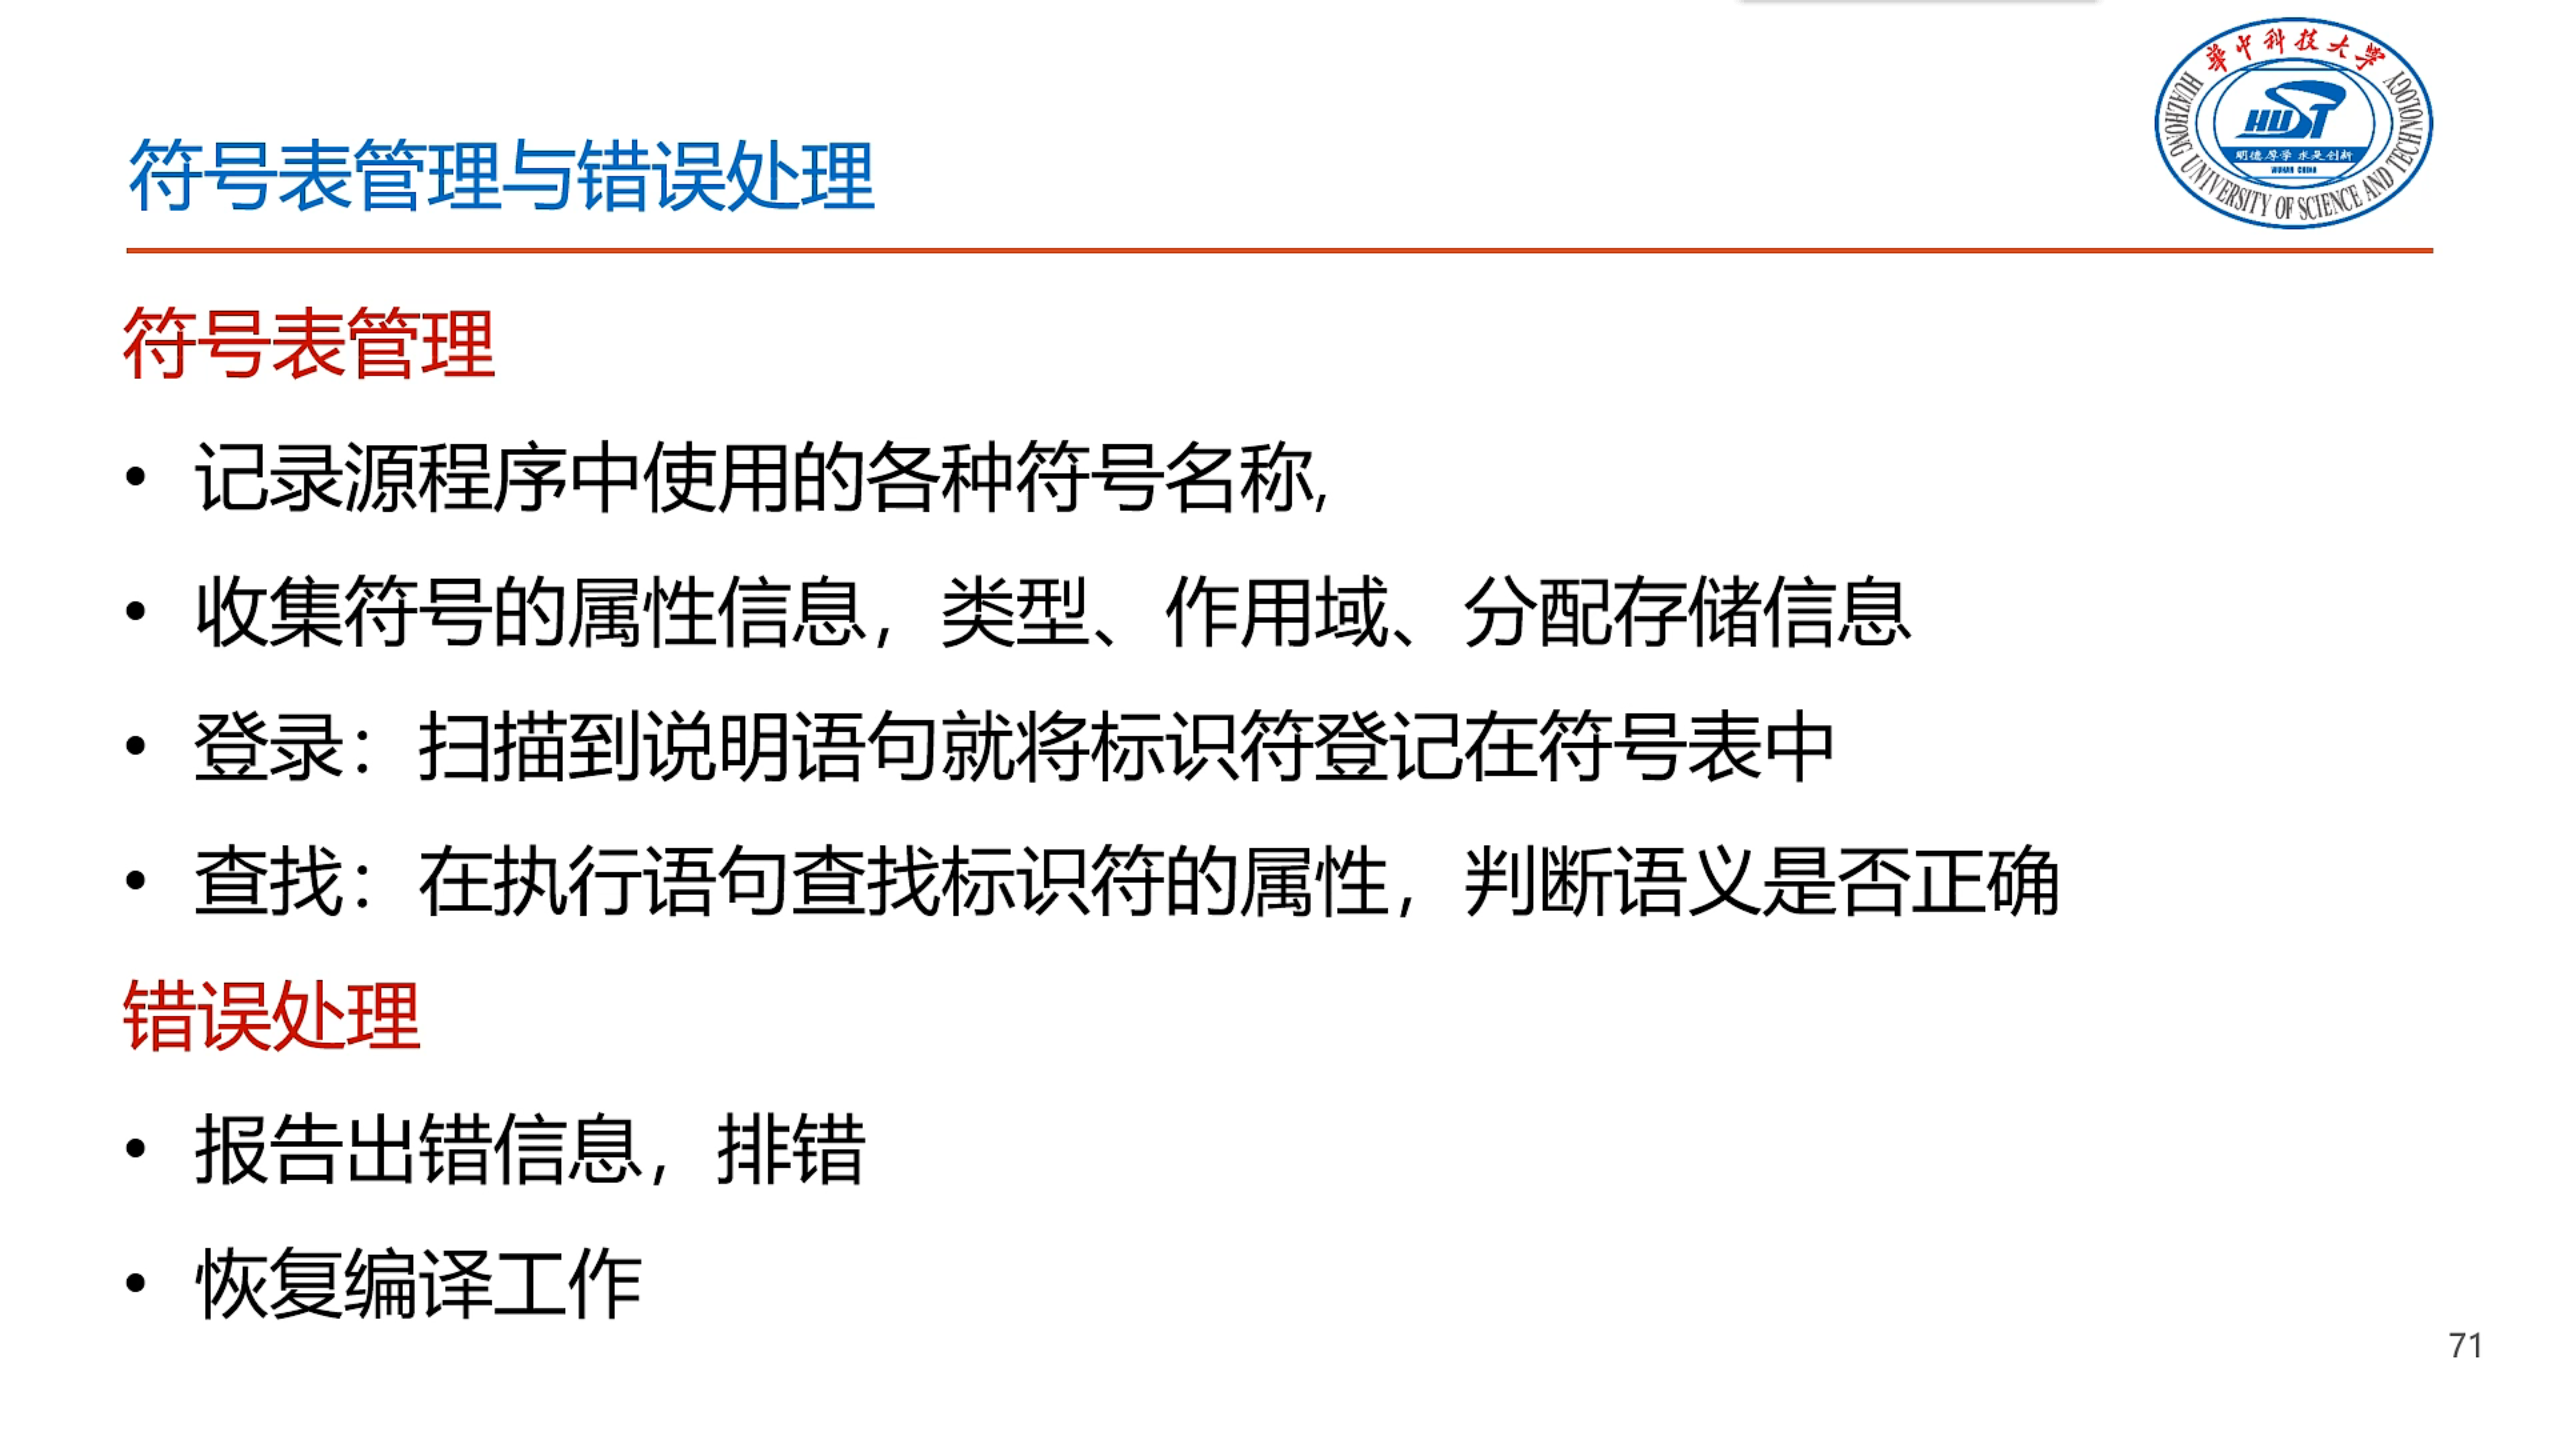 華中科技大学
HUAZHONG UNIVERSITY OF SCIENCE AND TECHNOLOGY
HUST
明德厚学 求是创新
WUHAN CHINA
符号表管理与错误处理
符号表管理
• 记录源程序中使用的各种符号名称,
• 收集符号的属性信息，类型、作用域、分配存储信息
• 登录：扫描到说明语句就将标识符登记在符号表中
• 查找：在执行语句查找标识符的属性，判断语义是否正确
错误处理
• 报告出错信息，排错
• 恢复编译工作
71